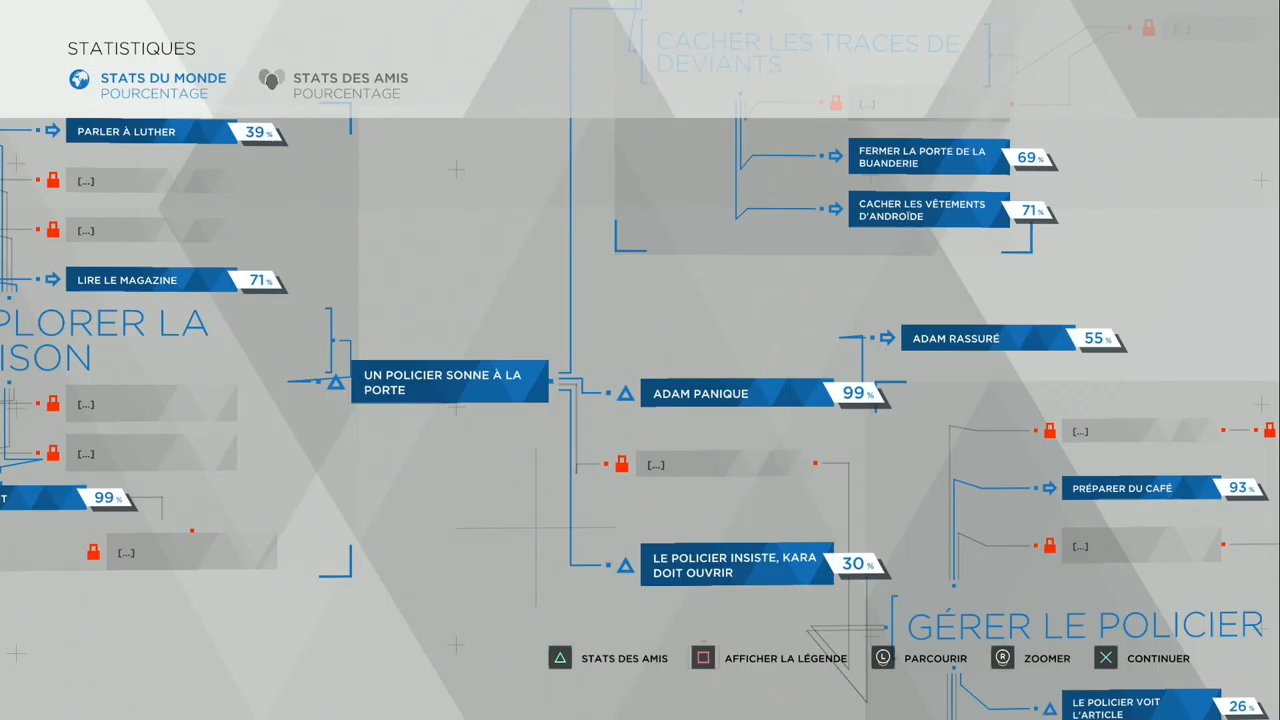 STATISTIQUES
STATS DU MONDE
POURCENTAGE
STATS DES AMIS
POURCENTAGE
CACHER LES TRACES DE
DEVIANTS
[...]
[...]
PARLER À LUTHER
39 %
[...]
[...]
LIRE LE MAGAZINE
71 %
FERMER LA PORTE DE LA
BUANDERIE
69 %
CACHER LES VÊTEMENTS
D'ANDROÏDE
71 %
PLORER LA
ISON
[...]
[...]
T
99 %
[...]
UN POLICIER SONNE À LA
PORTE
ADAM PANIQUE
99 %
[...]
LE POLICIER INSISTE, KARA
DOIT OUVRIR
30 %
ADAM RASSURÉ
55 %
[...]
PRÉPARER DU CAFÉ
93 %
[...]
GÉRER LE POLICIER
LE POLICIER VOIT
L'ARTICLE
26 %
STATS DES AMIS
AFFICHER LA LÉGENDE
L
PARCOURIR
R
ZOOMER
CONTINUER